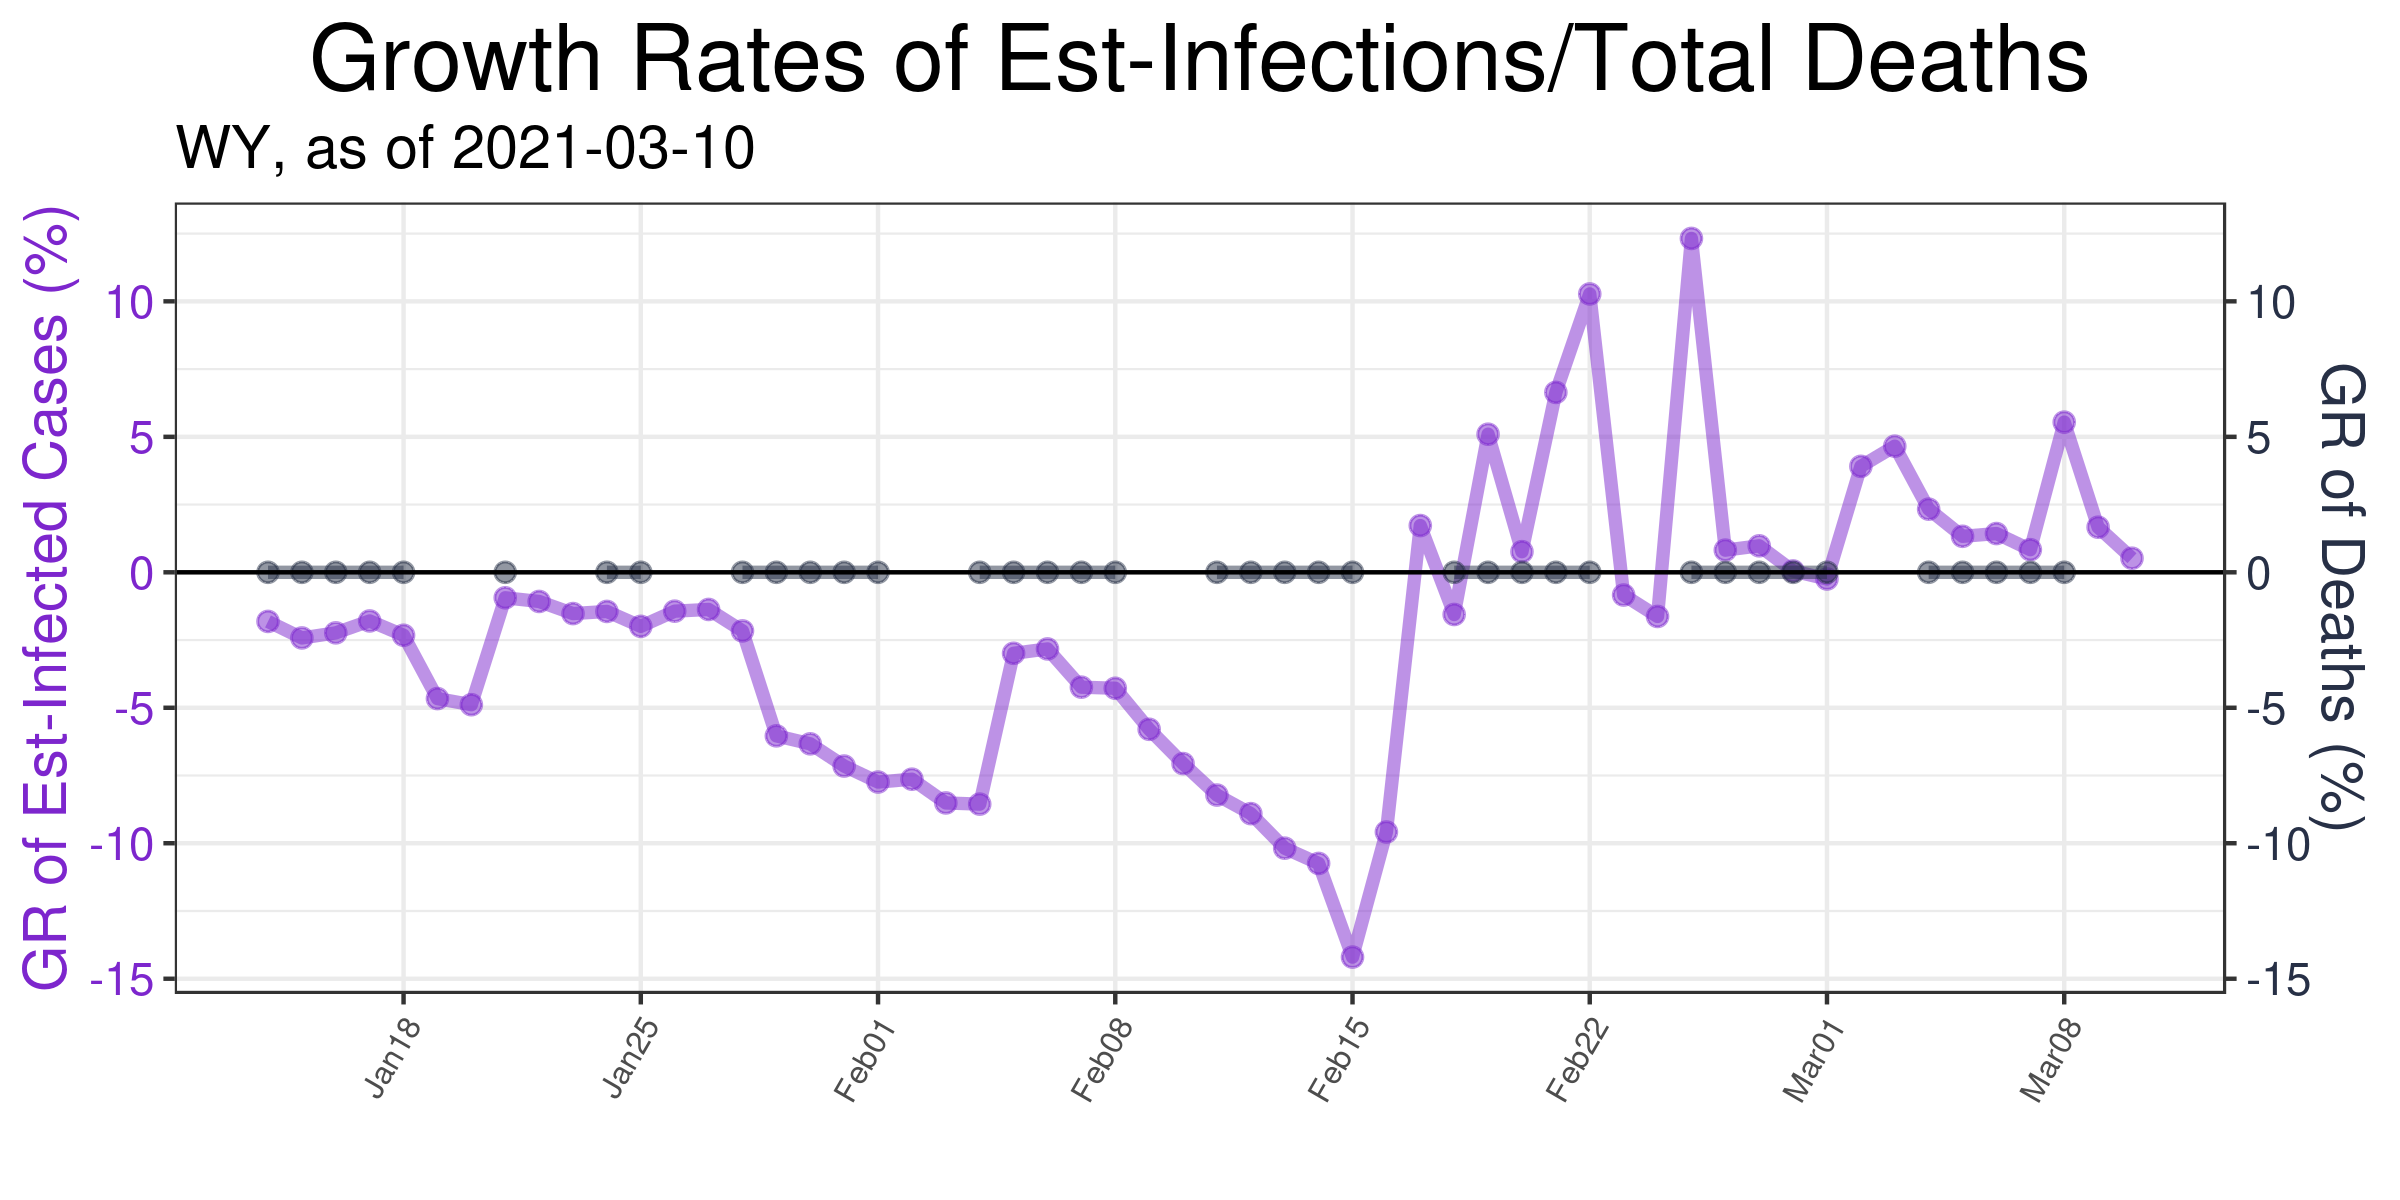 Growth Rates of Est-Infections/Total Deaths
WY, as of 2021-03-10
GR of Est-Infected Cases (%)
10
5
0
-5
-10
-15
10
5
0
-5
-10
-15
GR of Deaths (%)
Jan18
Jan25
Feb01
Feb08
Feb15
Feb22
Mar01
Mar08